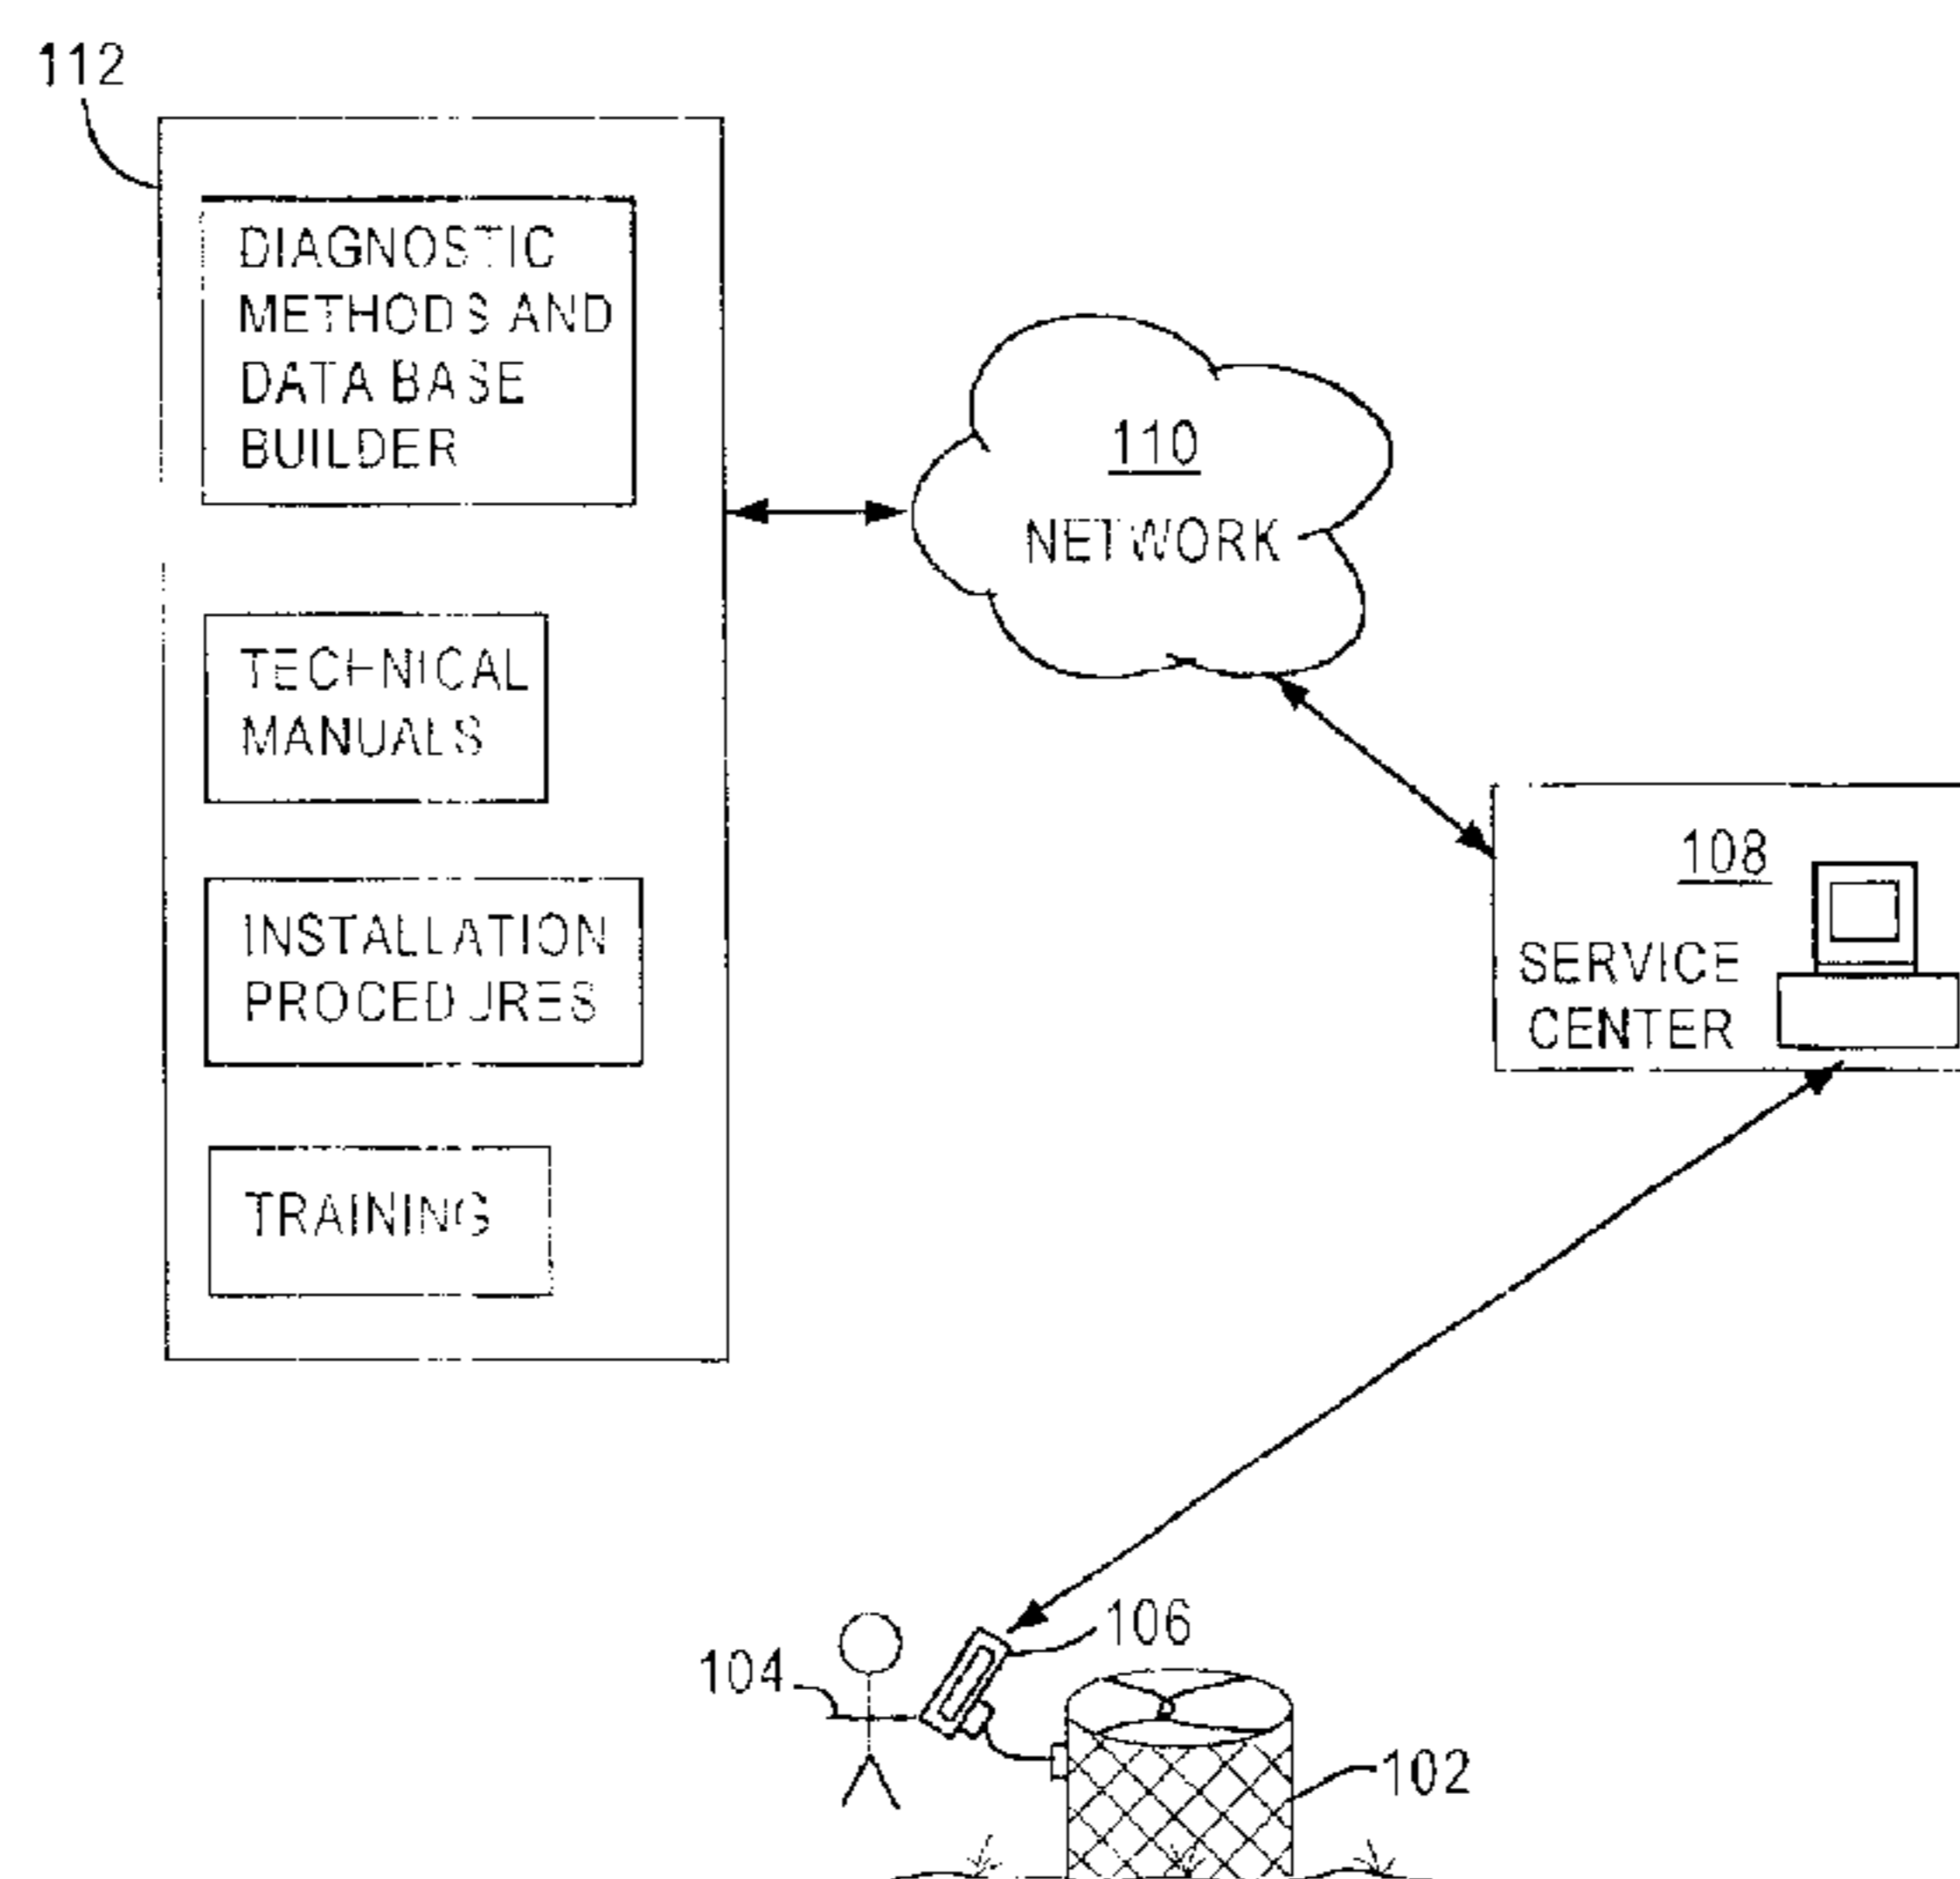 112
DIAGNOSTIC
METHODS AND
DATA BASE
BUILDER
110
NETWORK
TECHNICAL
MANUALS
108
SERVICE
CENTER
INSTALLATION
PROCEDURES
TRAINING
106
104
102